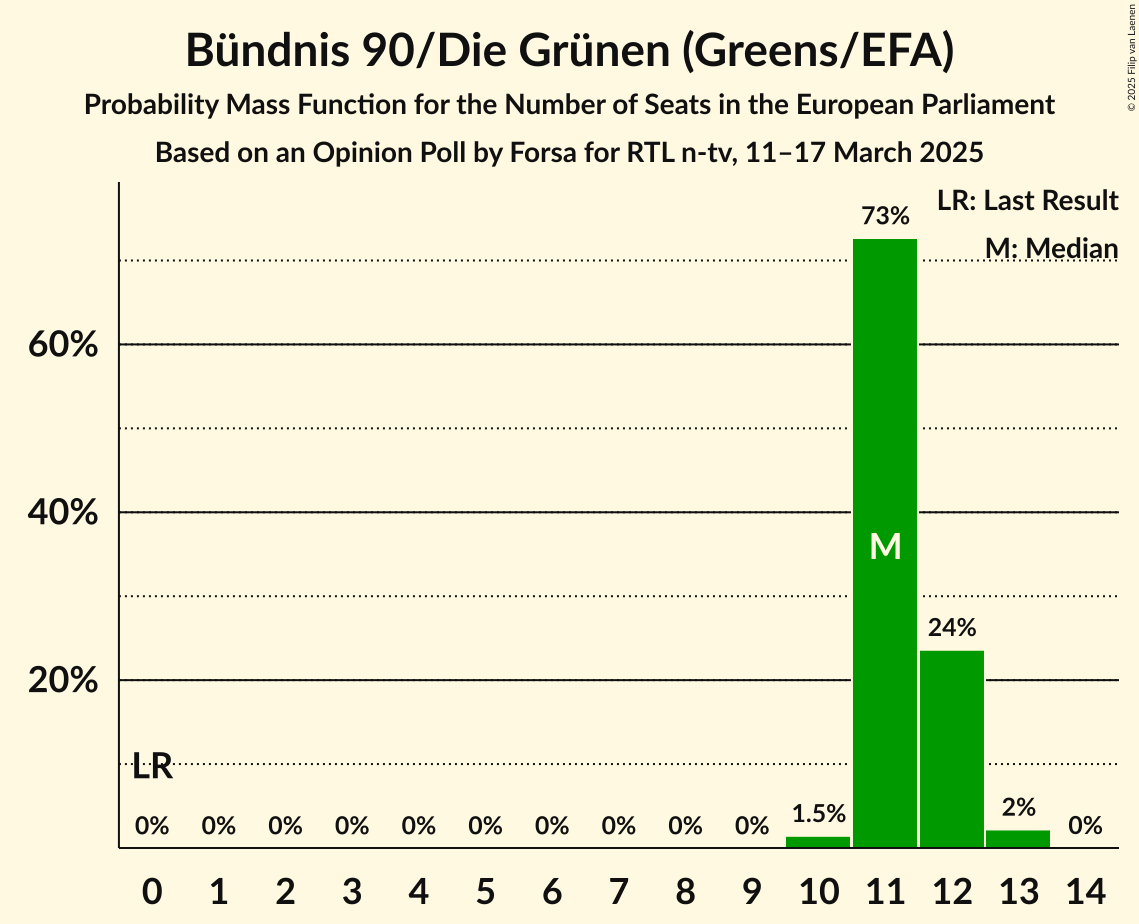 Bündnis 90/Die Grünen (Greens/EFA)
Probability Mass Function for the Number of Seats in the European Parliament
Based on an Opinion Poll by Forsa for RTL n-tv, 11–17 March 2025
© 2025 Filip van Laenen
LR: Last Result
M: Median
73%
60%
40%
M
24%
20%
LR
0% 0% 0% 0% 0% 0% 0% 0% 0% 0% 1.5% 2% 0%
0 1 2 3 4 5 6 7 8 9 10 11 12 13 14